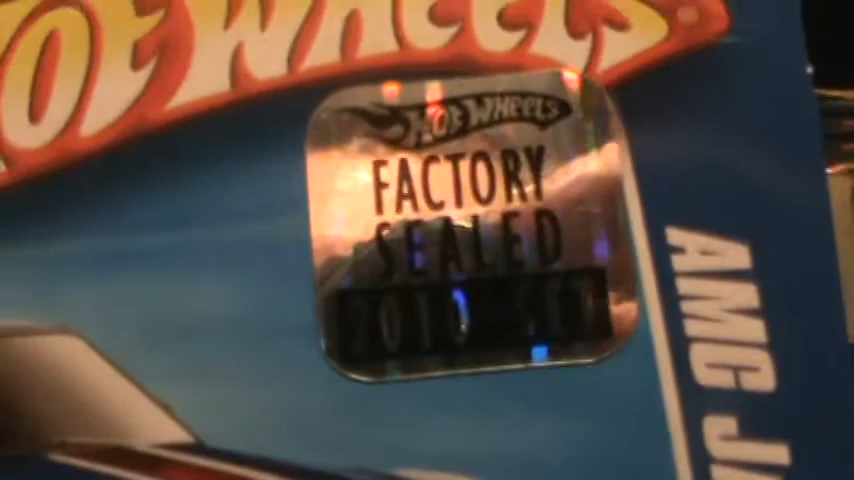 HOT WHEELS
HOT WHEELS
FACTORY
SEALED
2010 SET
AMC